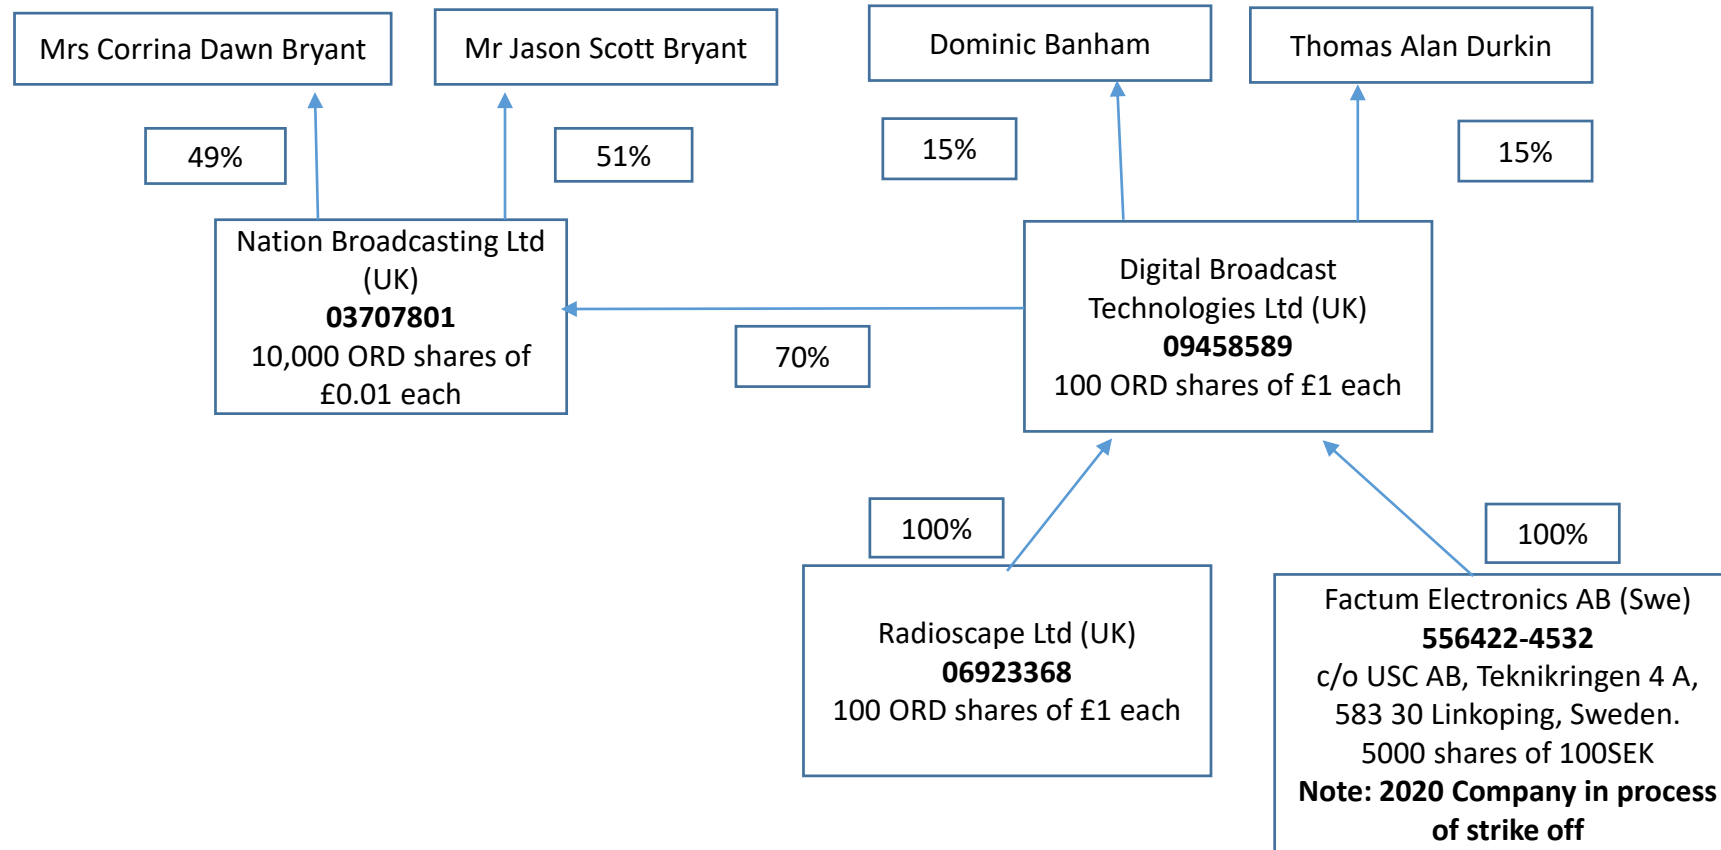 Mrs Corrina Dawn Bryant
Mr Jason Scott Bryant
Dominic Banham
Thomas Alan Durkin
49%
51%
15%
15%
Nation Broadcasting Ltd
(UK)
03707801
10,000 ORD shares of
£0.01 each
70%
Digital Broadcast
Technologies Ltd (UK)
09458589
100 ORD shares of £1 each
100%
100%
Radioscape Ltd (UK)
06923368
100 ORD shares of £1 each
Factum Electronics AB (Swe)
556422-4532
c/o USC AB, Teknikringen 4 A,
583 30 Linkoping, Sweden.
5000 shares of 100SEK
Note: 2020 Company in process
of strike off